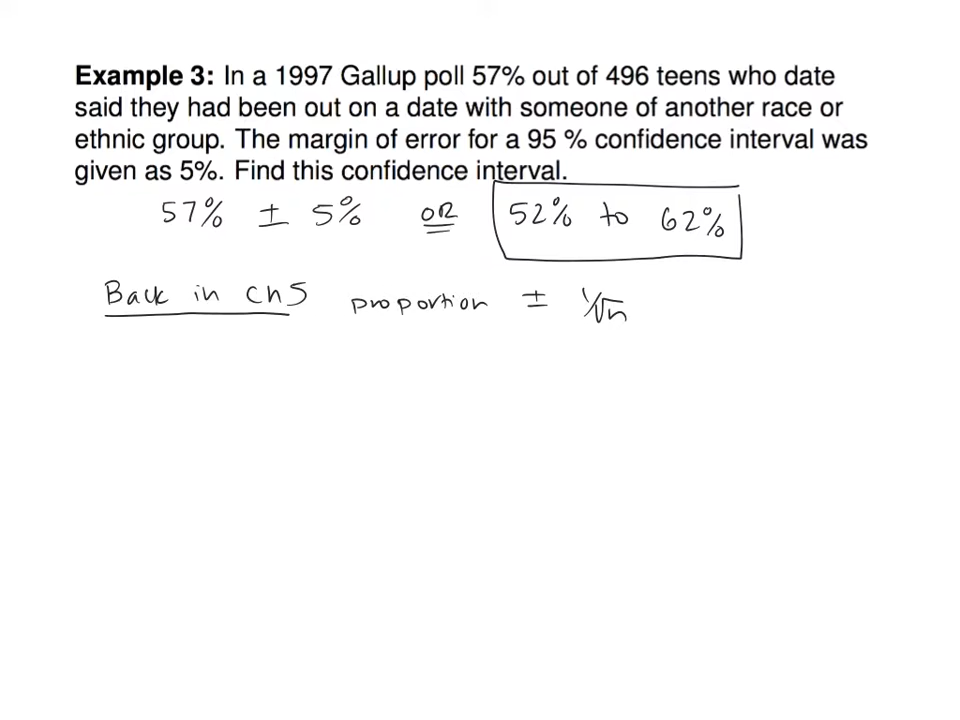 Example 3: In a 1997 Gallup poll 57% out of 496 teens who date
said they had been out on a date with someone of another race or
ethnic group. The margin of error for a 95 % confidence interval was
given as 5%. Find this confidence interval.
57% ± 5% OR 52% to 62%
Back in Ch5 proportion ± 1/√n